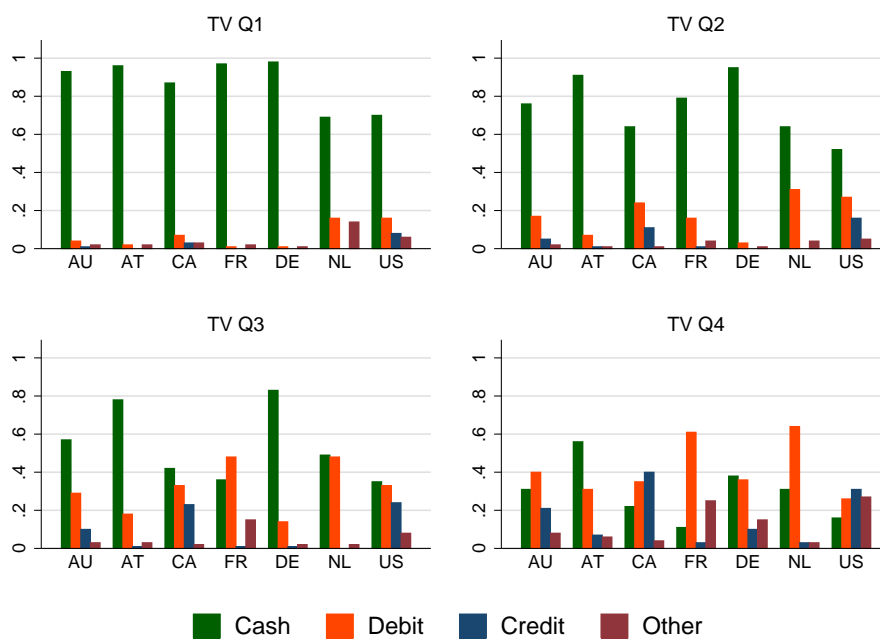 TV Q1
TV Q2
1
.8
.6
.4
.2
0
AU AT CA FR DE NL US
1
.8
.6
.4
.2
0
AU AT CA FR DE NL US
TV Q3
TV Q4
1
.8
.6
.4
.2
0
AU AT CA FR DE NL US
1
.8
.6
.4
.2
0
AU AT CA FR DE NL US
Cash Debit Credit Other